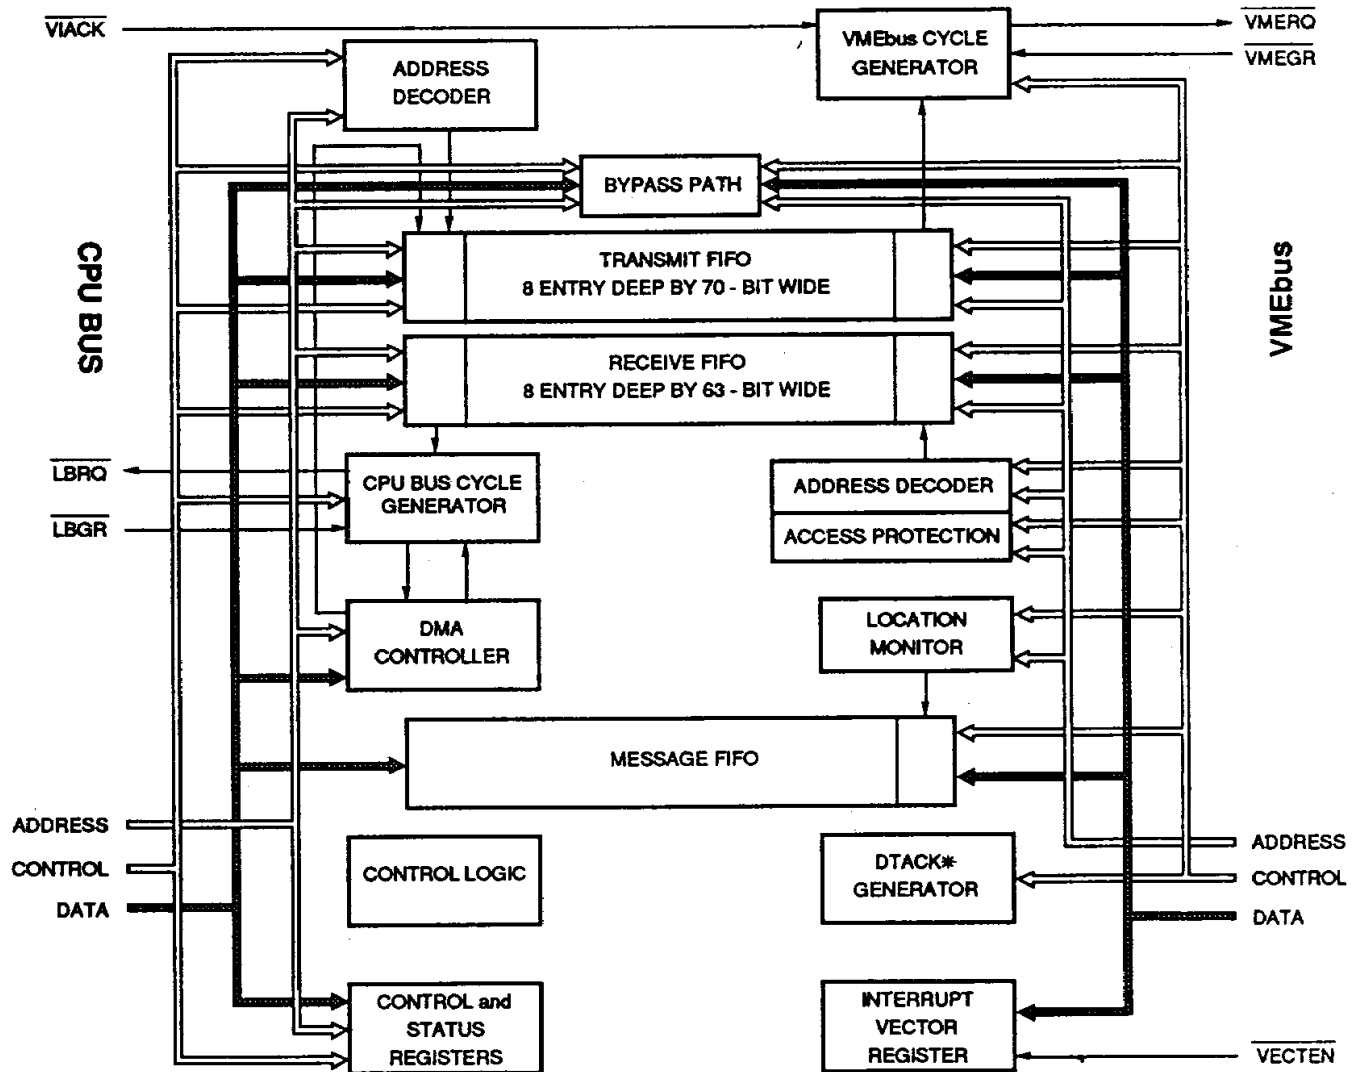 VIACK
VMEbus CYCLE
GENERATOR
VMERQ
VMEGR
ADDRESS
DECODER
BYPASS PATH
CPU BUS
VMEbus
TRANSMIT FIFO
8 ENTRY DEEP BY 70 - BIT WIDE
RECEIVE FIFO
8 ENTRY DEEP BY 63 - BIT WIDE
LBRQ
LBGR
CPU BUS CYCLE
GENERATOR
ADDRESS DECODER
ACCESS PROTECTION
DMA
CONTROLLER
LOCATION
MONITOR
MESSAGE FIFO
ADDRESS
CONTROL
DATA
CONTROL LOGIC
DTACK*
GENERATOR
ADDRESS
CONTROL
DATA
CONTROL and
STATUS
REGISTERS
INTERRUPT
VECTOR
REGISTER
VECTEN